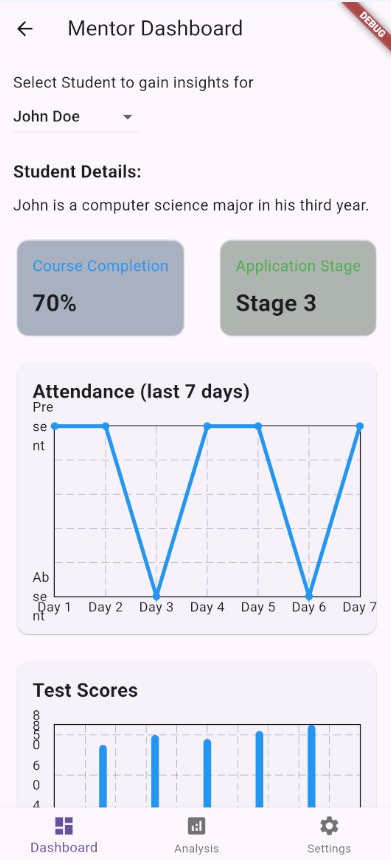 Mentor Dashboard
DEBUG
Select Student to gain insights for
John Doe
Student Details:
John is a computer science major in his third year.
Course Completion
70%
Application Stage
Stage 3
Attendance (last 7 days)
Pre
se
nt
Ab
se
nt
Day 1 Day 2 Day 3 Day 4 Day 5 Day 6 Day 7
Test Scores
8
0
6
0
4
Dashboard
Analysis
Settings